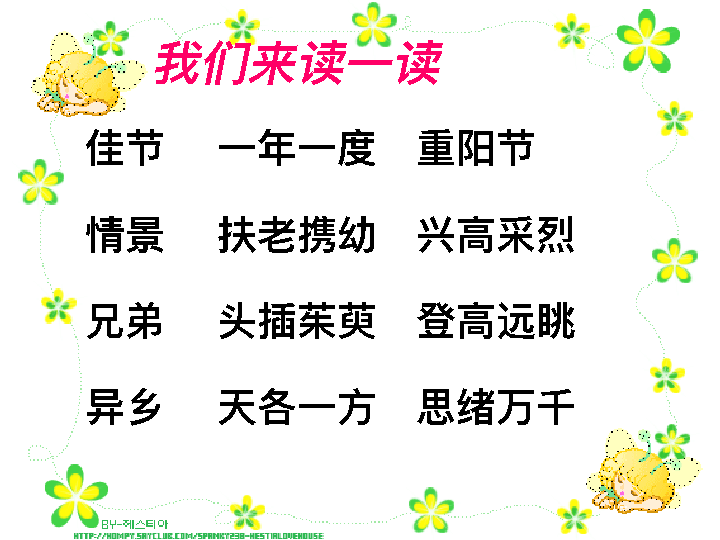 我们来读一读
佳节 一年一度 重阳节
情景 扶老携幼 兴高采烈
兄弟 头插茱萸 登高远眺
异乡 天各一方 思绪万千
BY-제스티아
HTTP://HOMPY.SAYCLUB.COM/SPANKY238-HESTIALOVEHOUSE